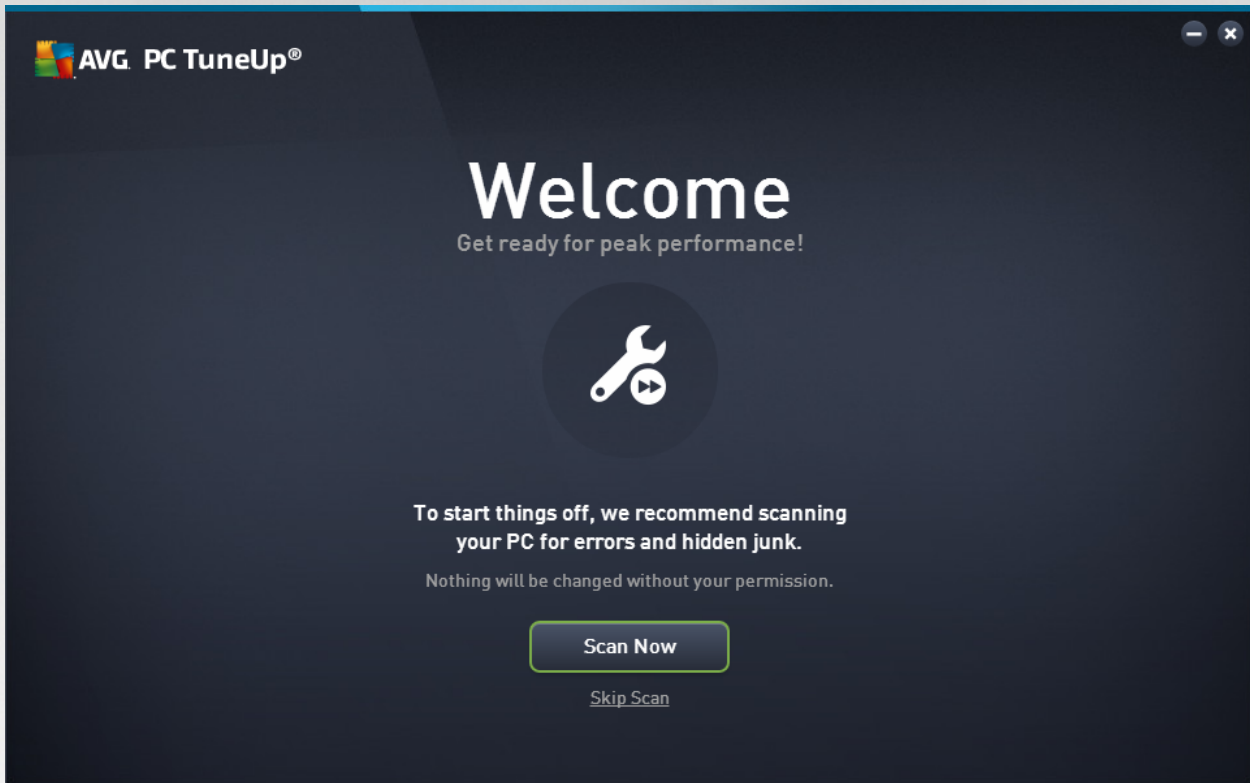 AVG. PC TuneUp®
Welcome
Get ready for peak performance!
To start things off, we recommend scanning
your PC for errors and hidden junk.
Nothing will be changed without your permission.
Scan Now
Skip Scan